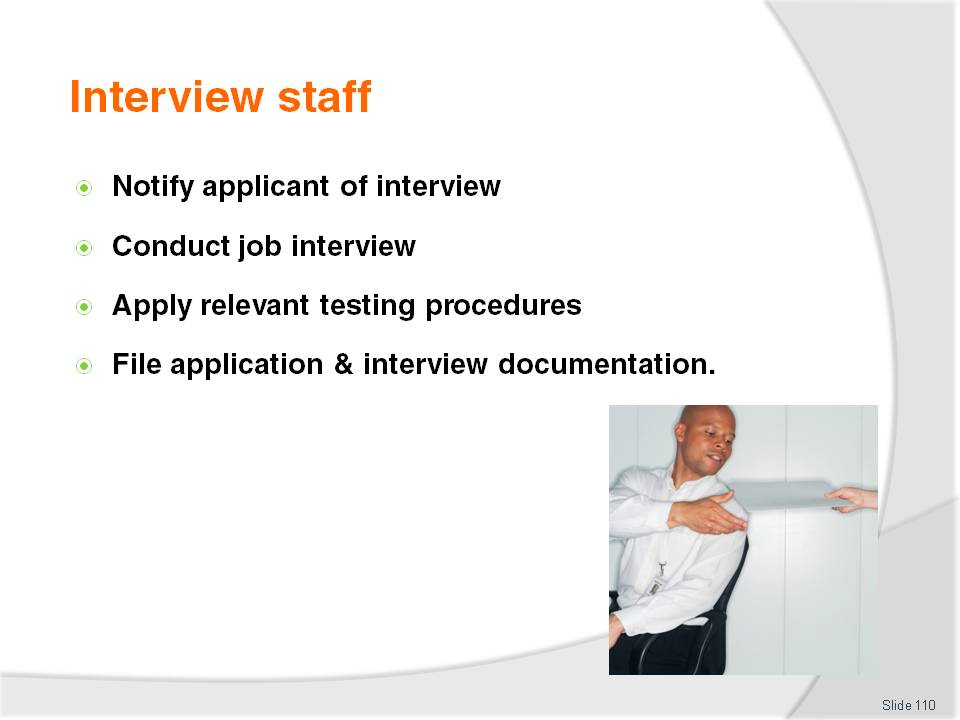 Interview staff
Notify applicant of interview
Conduct job interview
Apply relevant testing procedures
File application & interview documentation.
Slide 110